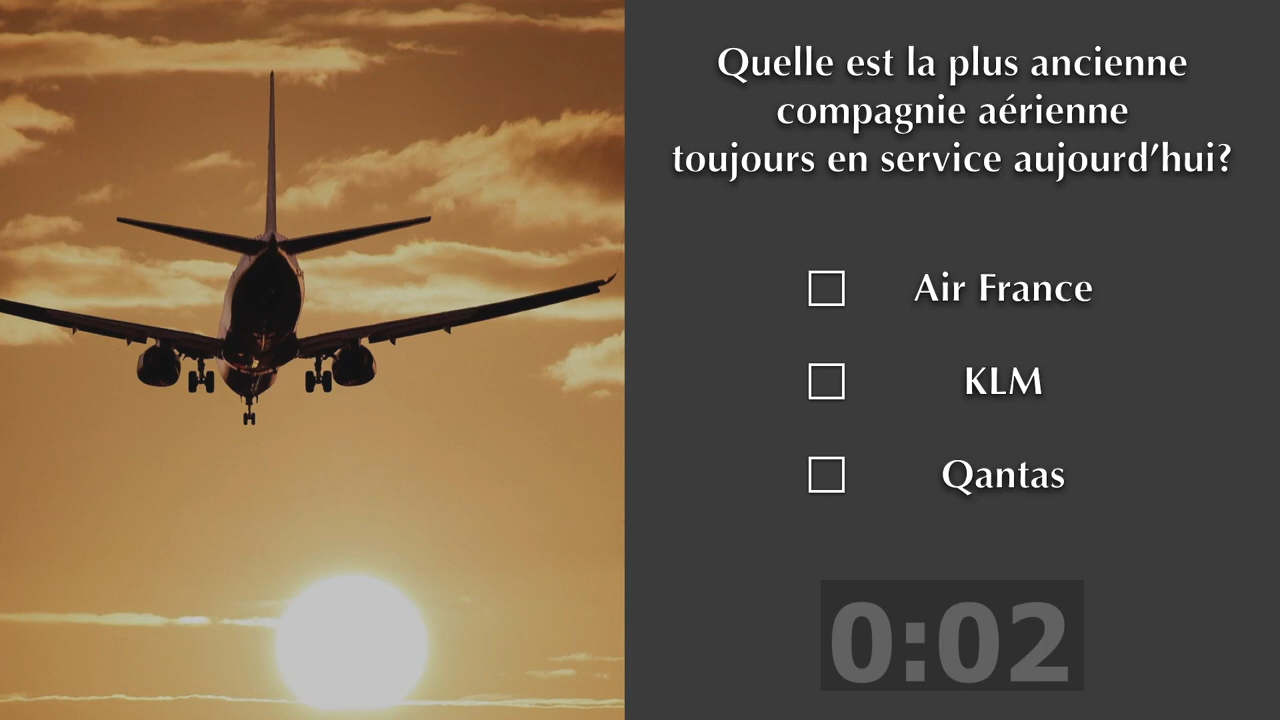 Quelle est la plus ancienne
compagnie aérienne
toujours en service aujourd’hui?
Air France
KLM
Qantas
0:02